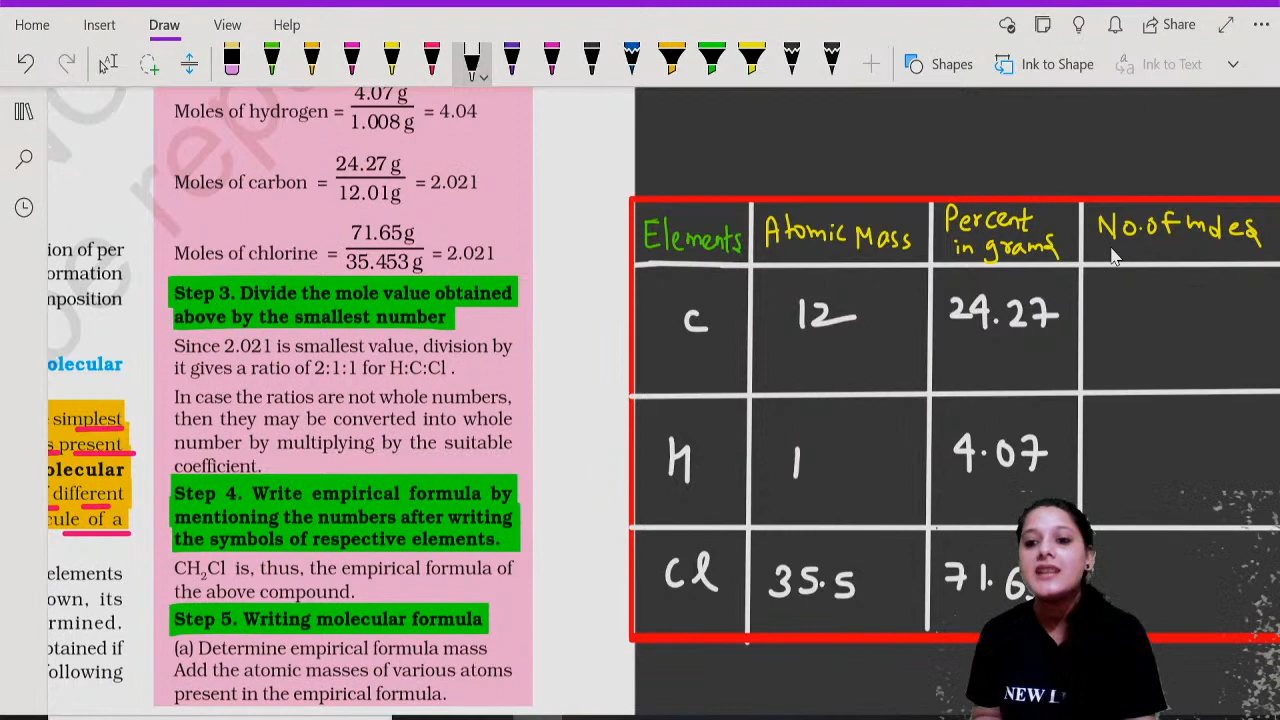 Home Insert Draw View Help Share
Shapes Ink to Shape Ink to Text
Moles of hydrogen = 4.07 g / 1.008 g = 4.04
Moles of carbon = 24.27 g / 12.01g = 2.021
Moles of chlorine = 71.65g / 35.453 g = 2.021
Step 3. Divide the mole value obtained
above by the smallest number
Since 2.021 is smallest value, division by
it gives a ratio of 2:1:1 for H:C:Cl .
In case the ratios are not whole numbers,
then they may be converted into whole
number by multiplying by the suitable
coefficient.
Step 4. Write empirical formula by
mentioning the numbers after writing
the symbols of respective elements.
CH₂Cl is, thus, the empirical formula of
the above compound.
Step 5. Writing molecular formula
(a) Determine empirical formula mass
Add the atomic masses of various atoms
present in the empirical formula.
ion of per
ormation
position
olecular
simplest
s present
olecular
different
cule of a
elements
own, its
rmined.
otained if
following
Elements Atomic Mass Percent in grams No. of moles
C 12 24.27
H 1 4.07
Cl 35.5 71.6
NEW